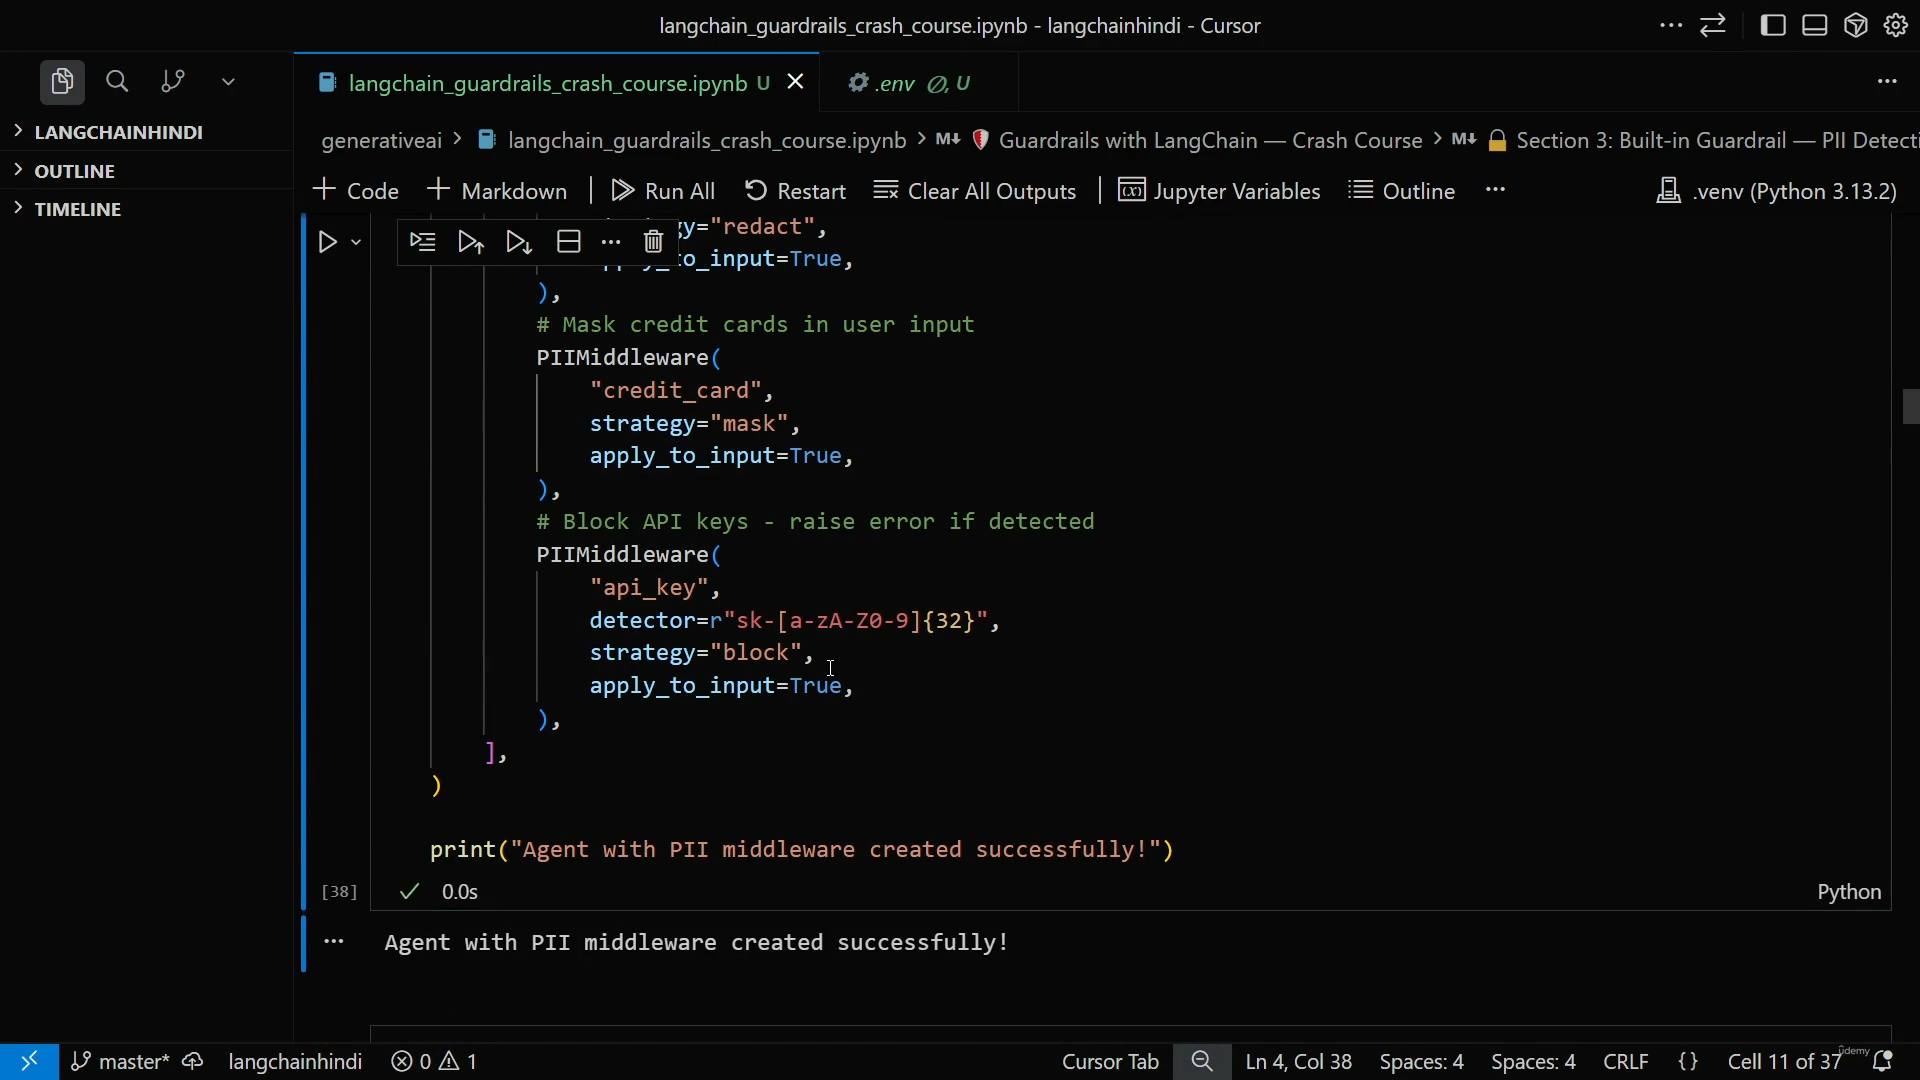 langchain_guardrails_crash_course.ipynb - langchainhindi - Cursor
langchain_guardrails_crash_course.ipynb U
.env U
LANGCHAINHINDI
OUTLINE
TIMELINE
generativeai > langchain_guardrails_crash_course.ipynb > M↓ Guardrails with LangChain — Crash Course > M↓ Section 3: Built-in Guardrail — PII Detecti
+ Code + Markdown Run All Restart Clear All Outputs Jupyter Variables Outline ... .venv (Python 3.13.2)
gy="redact",
_to_input=True,
),
# Mask credit cards in user input
PIIMiddleware(
"credit_card",
strategy="mask",
apply_to_input=True,
),
# Block API keys - raise error if detected
PIIMiddleware(
"api_key",
detector=r"sk-[a-zA-Z0-9]{32}",
strategy="block",
apply_to_input=True,
),
],
)
print("Agent with PII middleware created successfully!")
[38] ✓ 0.0s Python
... Agent with PII middleware created successfully!
master* langchainhindi 0 1 Cursor Tab Ln 4, Col 38 Spaces: 4 Spaces: 4 CRLF {} Cell 11 of 37
udemy